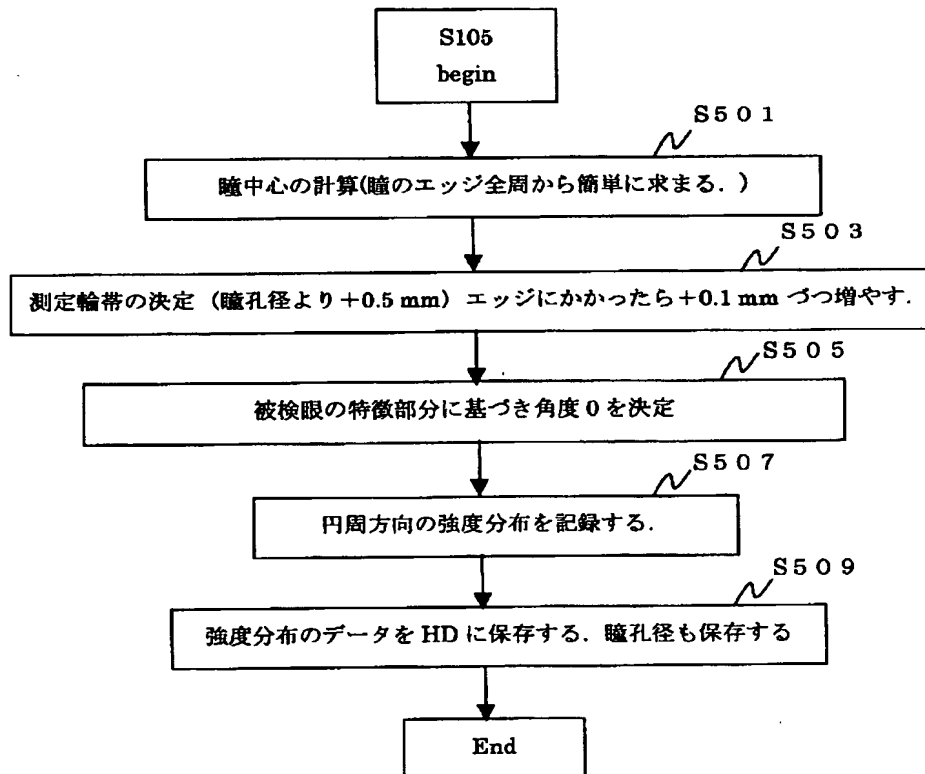 S105
begin
S５０１
瞳中心の計算(瞳のエッジ全周から簡単に求まる．)
S５０３
測定輪帯の決定（瞳孔径より＋0.5 mm）エッジにかかったら＋0.1 mm づつ増やす．
S５０５
被検眼の特徴部分に基づき角度 0 を決定
S５０７
円周方向の強度分布を記録する．
S５０９
強度分布のデータを HD に保存する．瞳孔径も保存する
End